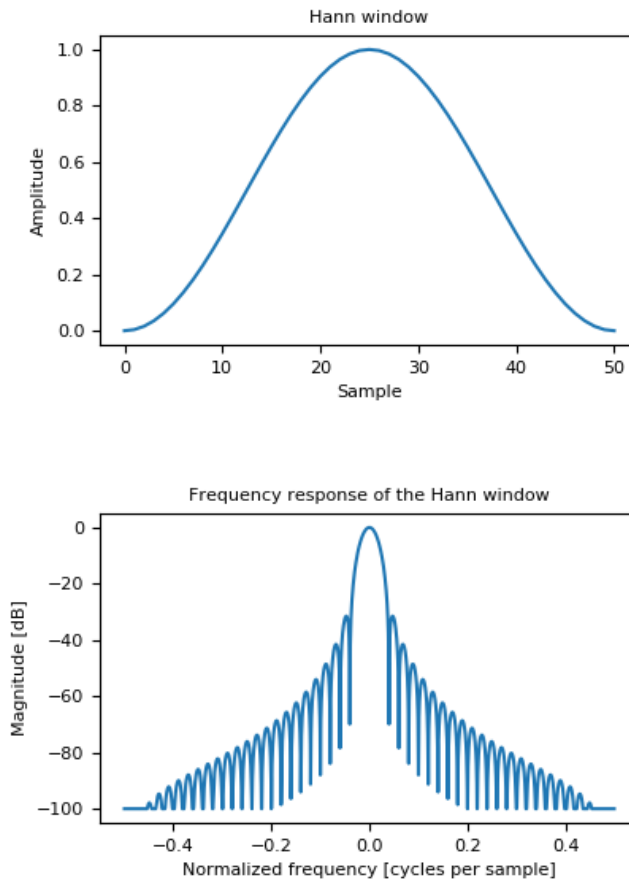 Hann window
1.0
0.8
0.6
0.4
0.2
0.0
Amplitude
0 10 20 30 40 50
Sample
Frequency response of the Hann window
0
−20
−40
−60
−80
−100
Magnitude [dB]
−0.4 −0.2 0.0 0.2 0.4
Normalized frequency [cycles per sample]